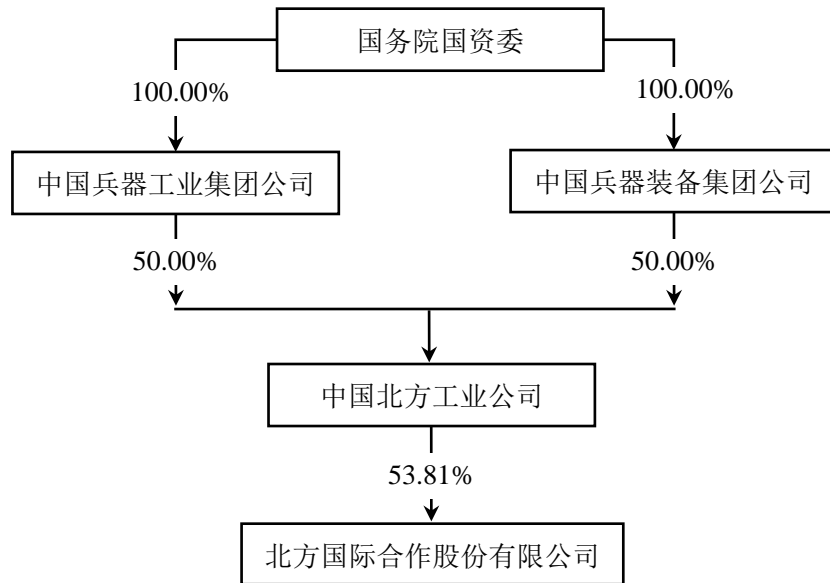 国务院国资委
100.00%
100.00%
中国兵器工业集团公司
中国兵器装备集团公司
50.00%
50.00%
中国北方工业公司
53.81%
北方国际合作股份有限公司